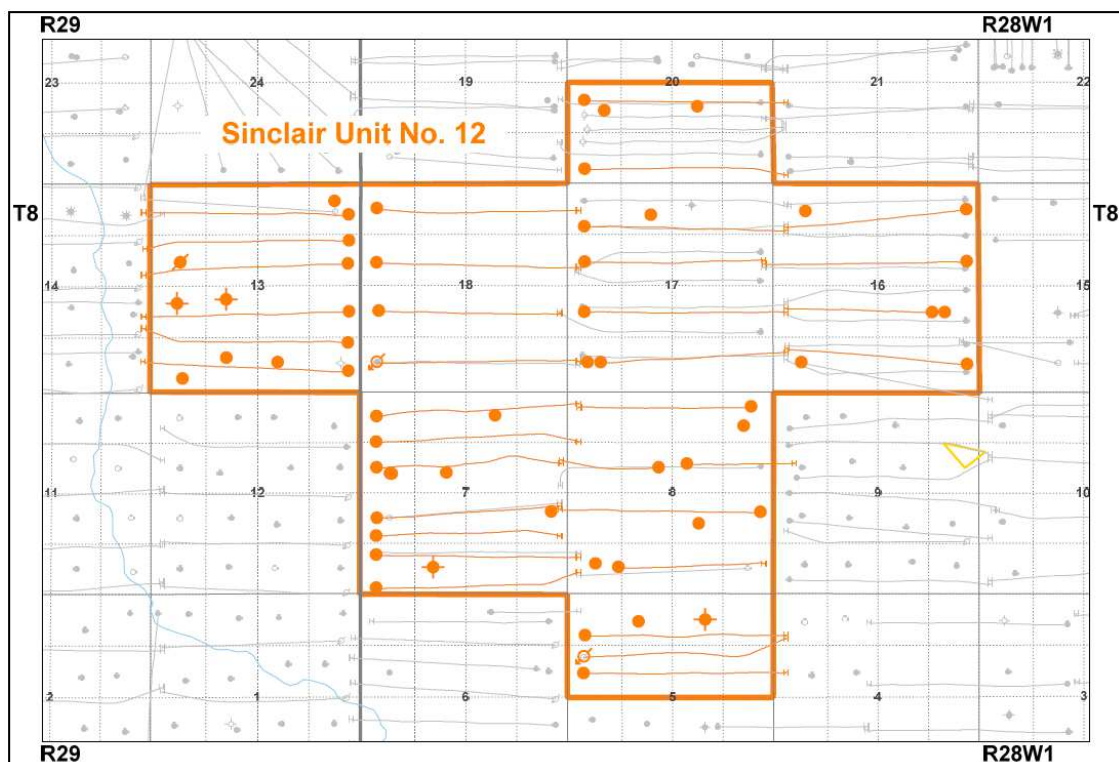 R29 R28W1
23 24 19 20 21 22
Sinclair Unit No. 12
T8 T8
14 13 18 17 16 15
11 12 7 8 9 10
2 1 6 5 4 3
R29 R28W1